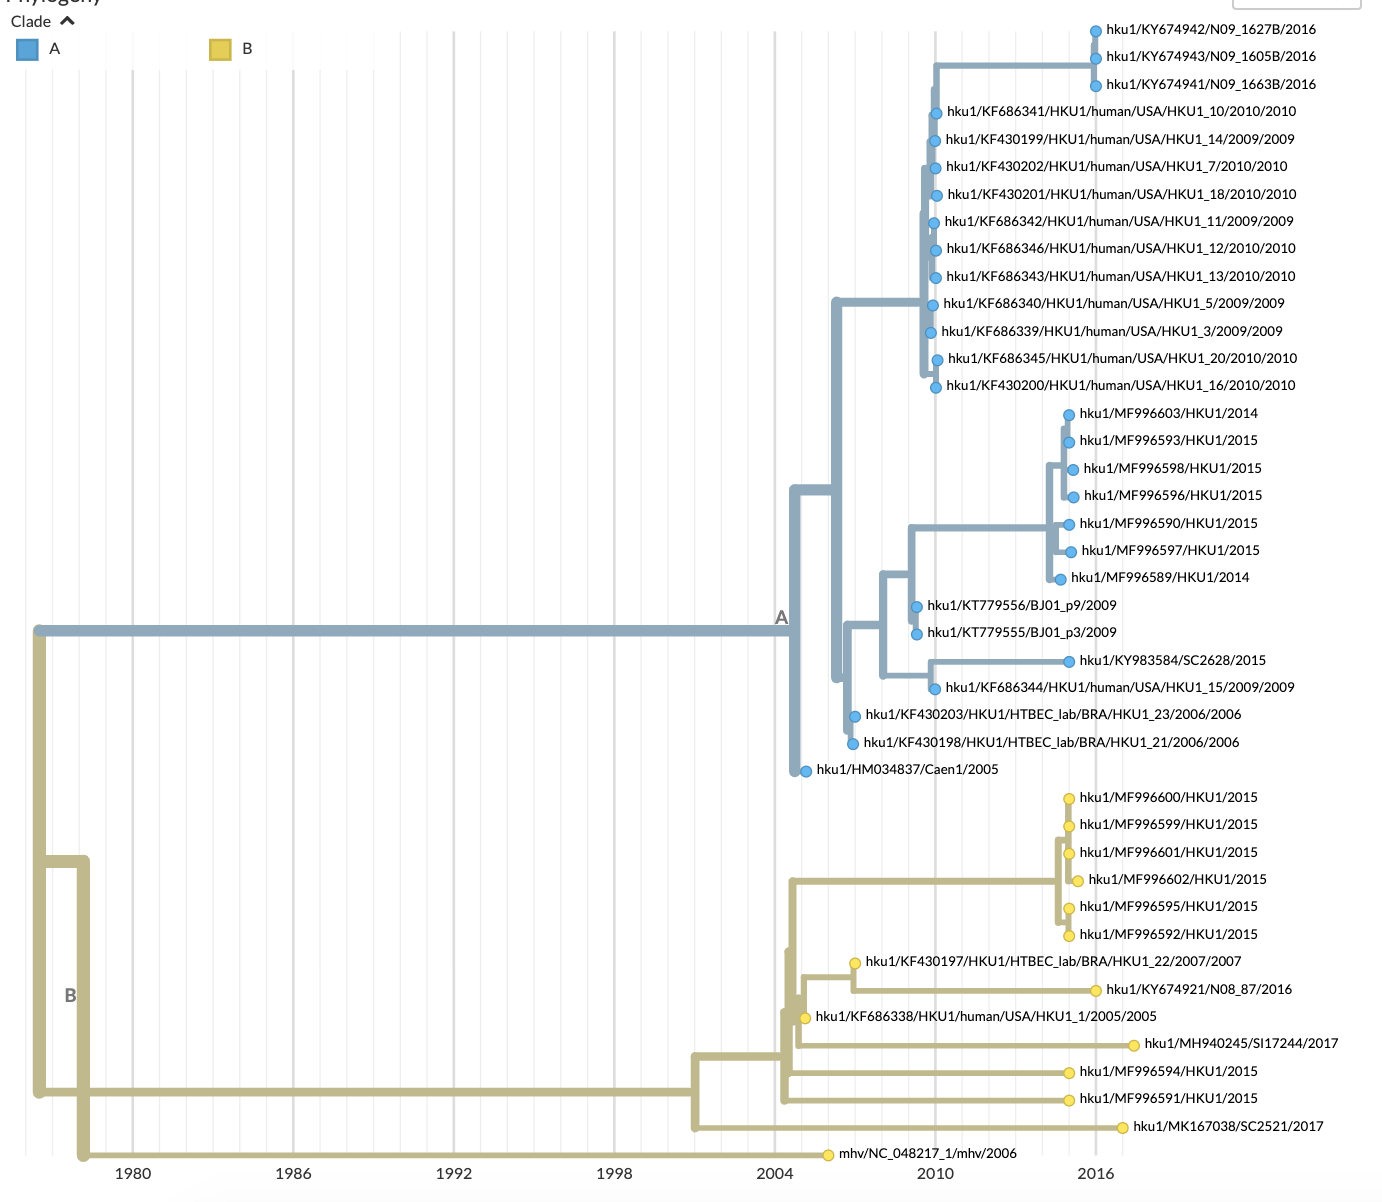 Phylogeny
Clade
A
B
hku1/KY674942/N09_1627B/2016
hku1/KY674943/N09_1605B/2016
hku1/KY674941/N09_1663B/2016
hku1/KF686341/HKU1/human/USA/HKU1_10/2010/2010
hku1/KF430199/HKU1/human/USA/HKU1_14/2009/2009
hku1/KF430202/HKU1/human/USA/HKU1_7/2010/2010
hku1/KF430201/HKU1/human/USA/HKU1_18/2010/2010
hku1/KF686342/HKU1/human/USA/HKU1_11/2009/2009
hku1/KF686346/HKU1/human/USA/HKU1_12/2010/2010
hku1/KF686343/HKU1/human/USA/HKU1_13/2010/2010
hku1/KF686340/HKU1/human/USA/HKU1_5/2009/2009
hku1/KF686339/HKU1/human/USA/HKU1_3/2009/2009
hku1/KF686345/HKU1/human/USA/HKU1_20/2010/2010
hku1/KF430200/HKU1/human/USA/HKU1_16/2010/2010
hku1/MF996603/HKU1/2014
hku1/MF996593/HKU1/2015
hku1/MF996598/HKU1/2015
hku1/MF996596/HKU1/2015
hku1/MF996590/HKU1/2015
hku1/MF996597/HKU1/2015
hku1/MF996589/HKU1/2014
hku1/KT779556/BJ01_p9/2009
A
hku1/KT779555/BJ01_p3/2009
hku1/KY983584/SC2628/2015
hku1/KF686344/HKU1/human/USA/HKU1_15/2009/2009
hku1/KF430203/HKU1/HTBEC_lab/BRA/HKU1_23/2006/2006
hku1/KF430198/HKU1/HTBEC_lab/BRA/HKU1_21/2006/2006
hku1/HM034837/Caen1/2005
hku1/MF996600/HKU1/2015
hku1/MF996599/HKU1/2015
hku1/MF996601/HKU1/2015
hku1/MF996602/HKU1/2015
hku1/MF996595/HKU1/2015
hku1/MF996592/HKU1/2015
hku1/KF430197/HKU1/HTBEC_lab/BRA/HKU1_22/2007/2007
hku1/KY674921/N08_87/2016
B
hku1/KF686338/HKU1/human/USA/HKU1_1/2005/2005
hku1/MH940245/SI17244/2017
hku1/MF996594/HKU1/2015
hku1/MF996591/HKU1/2015
hku1/MK167038/SC2521/2017
mhv/NC_048217_1/mhv/2006
1980 1986 1992 1998 2004 2010 2016